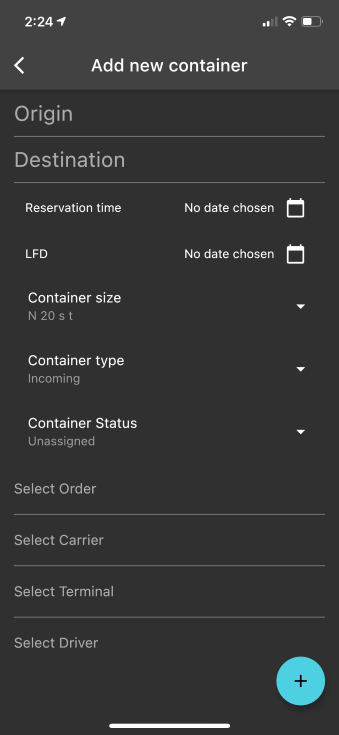 2:24
Add new container
Origin
Destination
Reservation time No date chosen
LFD No date chosen
Container size
N 20 s t
Container type
Incoming
Container Status
Unassigned
Select Order
Select Carrier
Select Terminal
Select Driver
+